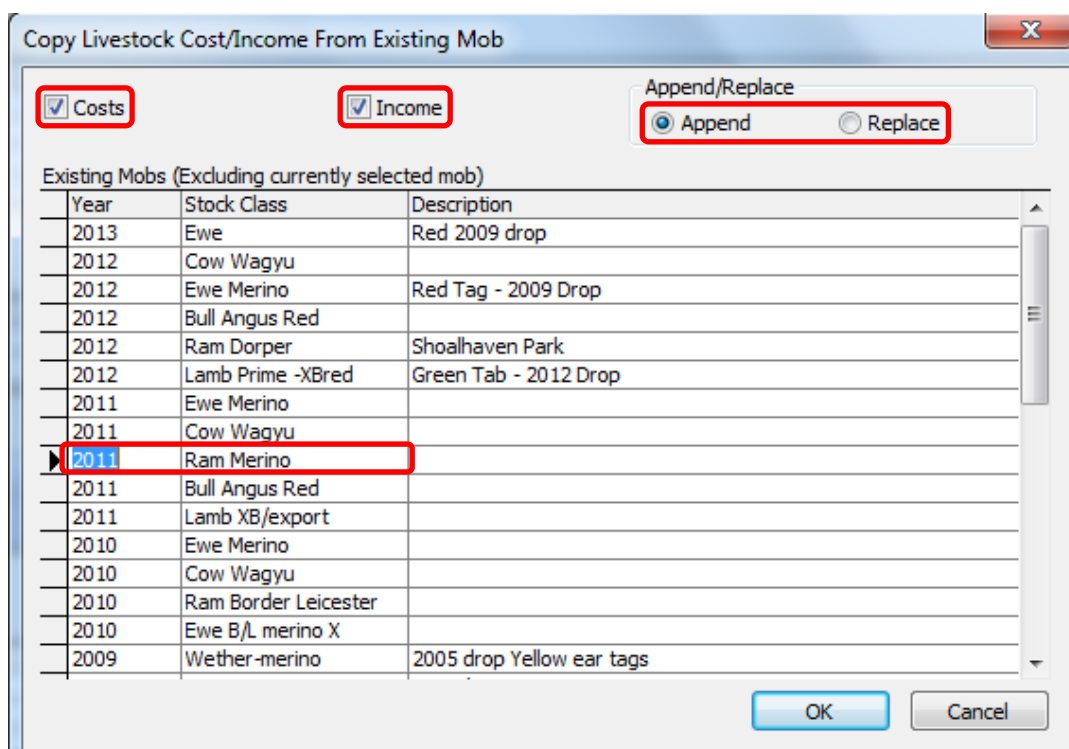 Copy Livestock Cost/Income From Existing Mob
Costs Income Append/Replace
Append Replace
Existing Mobs (Excluding currently selected mob)
Year Stock Class Description
2013 Ewe Red 2009 drop
2012 Cow Wagyu
2012 Ewe Merino Red Tag - 2009 Drop
2012 Bull Angus Red
2012 Ram Dorper Shoalhaven Park
2012 Lamb Prime -XBred Green Tab - 2012 Drop
2011 Ewe Merino
2011 Cow Wagyu
2011 Ram Merino
2011 Bull Angus Red
2011 Lamb XB/export
2010 Ewe Merino
2010 Cow Wagyu
2010 Ram Border Leicester
2010 Ewe B/L merino X
2009 Wether-merino 2005 drop Yellow ear tags
OK Cancel